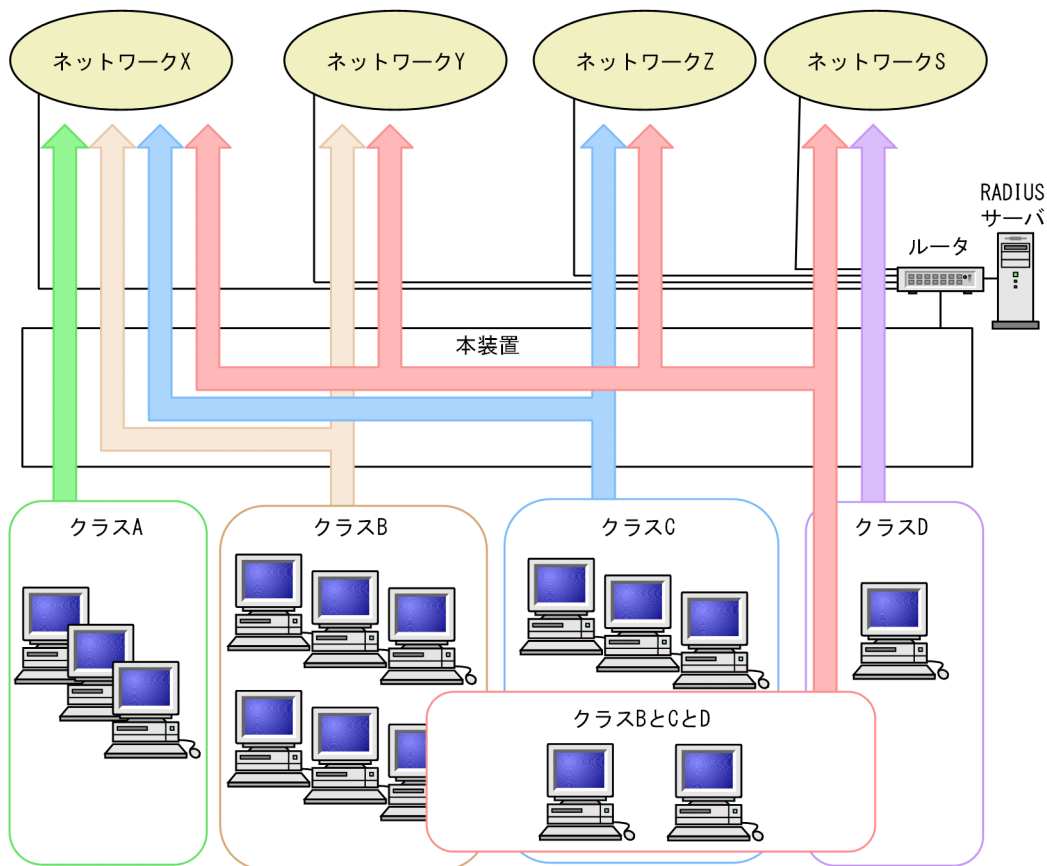 ネットワークX
ネットワークY
ネットワークZ
ネットワークS
RADIUS
サーバ
ルータ
本装置
クラスA
クラスB
クラスC
クラスD
クラスBとCとD